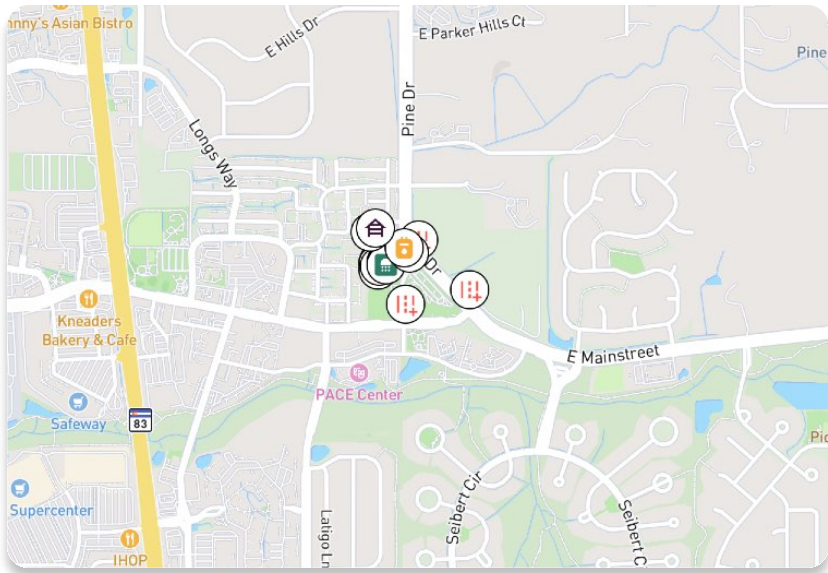 nny's Asian Bistro
E Hills Dr
E Parker Hills Ct
Pine
Pine Dr
Longs Way
Dr
Kneaders
Bakery & Cafe
E Mainstreet
PACE Center
Safeway
83
Supercenter
Seibert Cir
Seibert C
Latigo Ln
IHOP